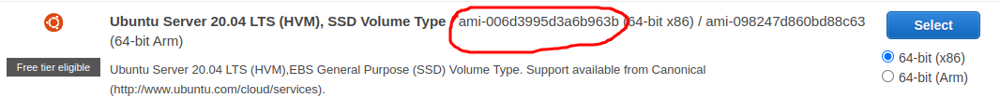 Ubuntu Server 20.04 LTS (HVM), SSD Volume Type - ami-006d3995d3a6b963b (64-bit x86) / ami-098247d860bd88c63
(64-bit Arm)
Select
Free tier eligible
Ubuntu Server 20.04 LTS (HVM),EBS General Purpose (SSD) Volume Type. Support available from Canonical
(http://www.ubuntu.com/cloud/services).
64-bit (x86)
64-bit (Arm)